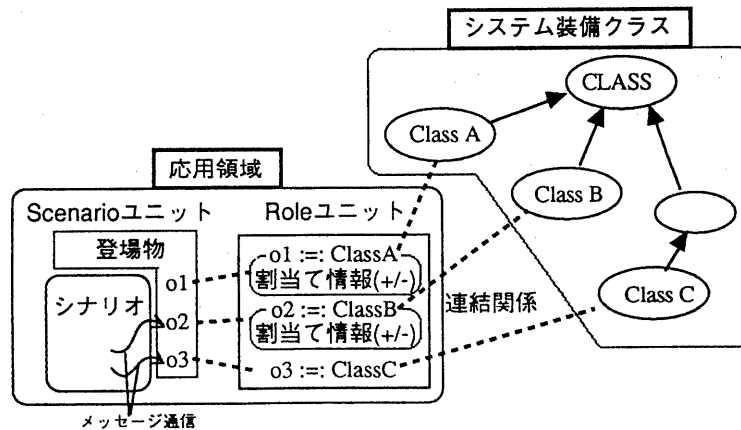 システム装備クラス
CLASS
Class A
Class B
Class C
応用領域
Scenarioユニット
Roleユニット
登場物
シナリオ
o1
o2
o3
o1 :=: ClassA
割当て情報(+/-)
o2 :=: ClassB
割当て情報(+/-)
o3 :=: ClassC
連結関係
メッセージ通信